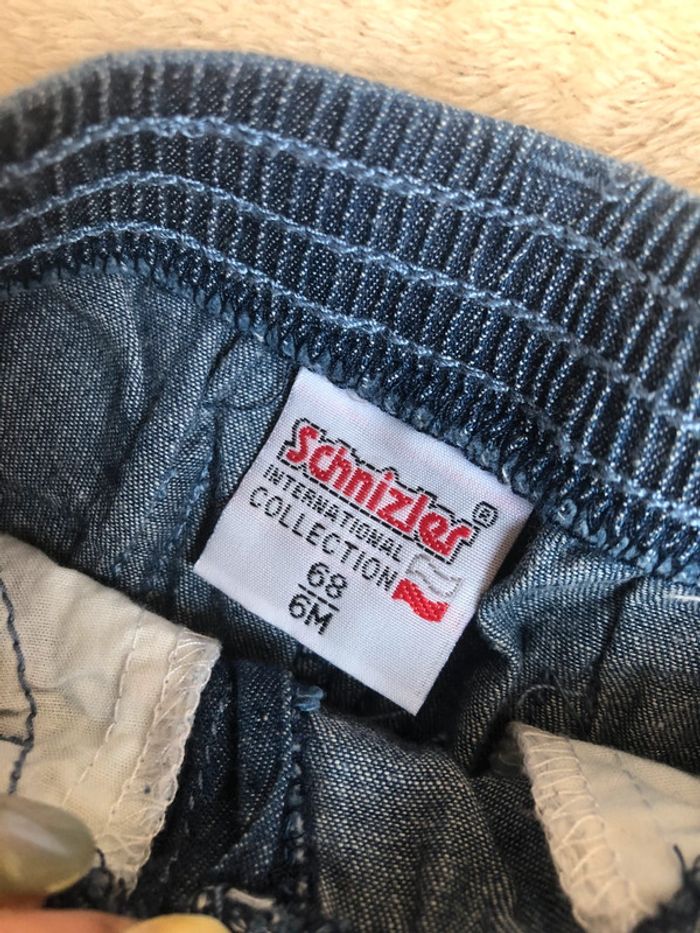 Schnizler®
INTERNATIONAL
COLLECTION
68
6M